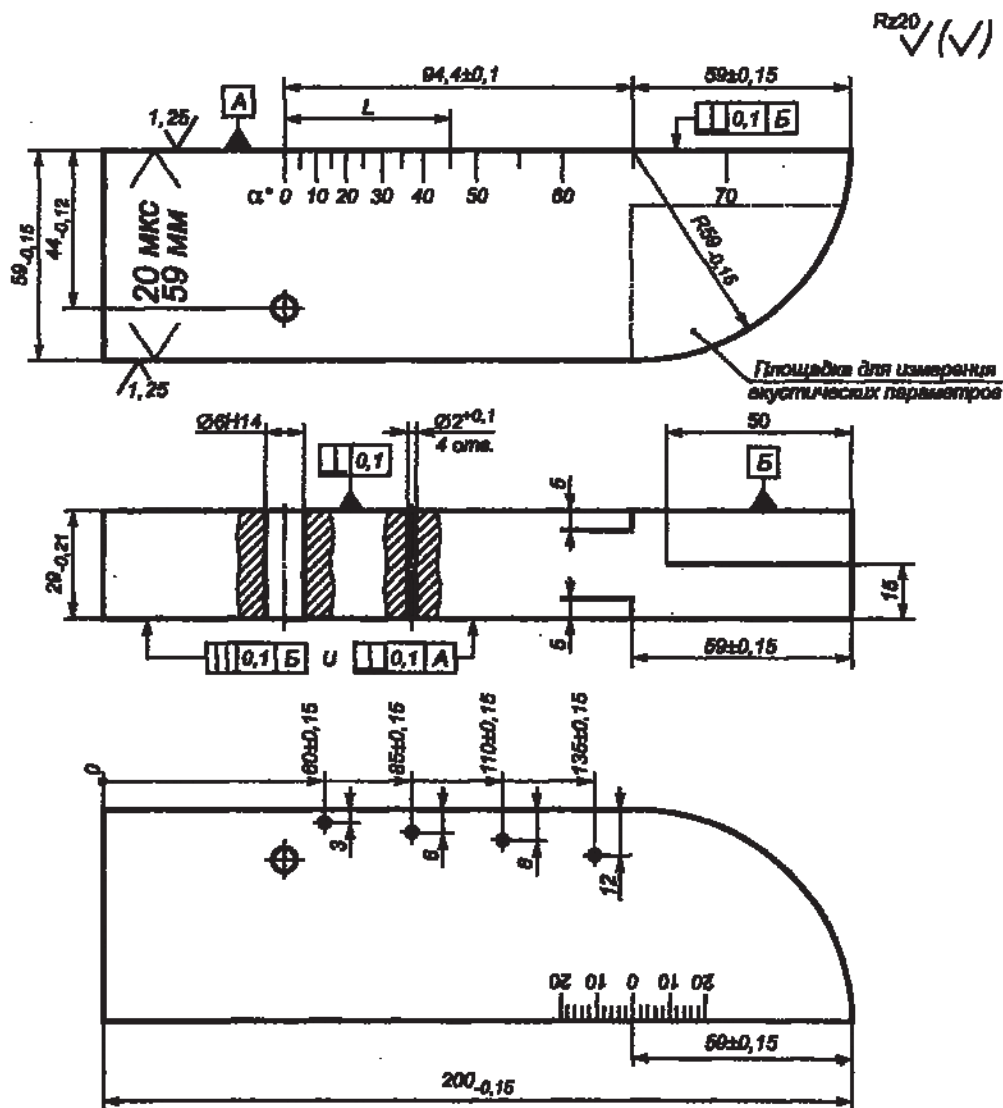 Rz20
94,4±0,1
59±0,15
А
L
0,1 Б
1,25
α° 0 10 20 30 40 50 60 70
59-0,15
44-0,12
20 МКС
59 ММ
R59-0,15
1,25
Площадка для измерения
акустических параметров
Ø6H14
Ø2+0,1
4 отв.
50
0,1
5
Б
29-0,21
15
5
0,1 Б и 0,1 А
59±0,15
0
60±0,15
85±0,15
110±0,15
135±0,15
3
6
8
12
20 10 0 10 20
59±0,15
200-0,15